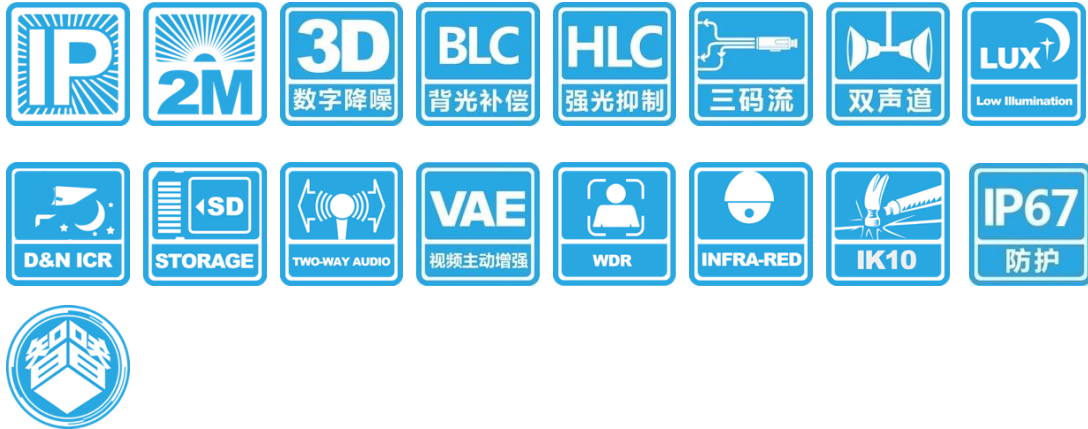 IP
2M
3D
数字降噪
BLC
背光补偿
HLC
强光抑制
三码流
双声道
LUX
Low Illumination
D&N ICR
SD
STORAGE
TWO-WAY AUDIO
VAE
视频主动增强
WDR
INFRA-RED
IK10
IP67
防护
智